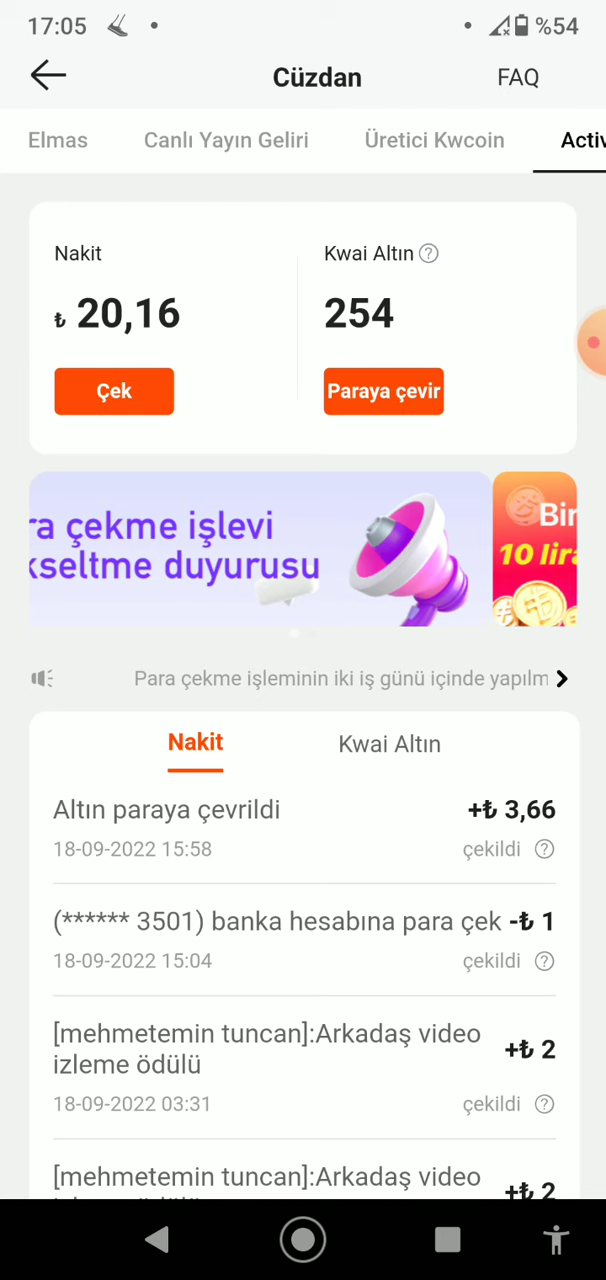 17:05
%54
Cüzdan
FAQ
Elmas
Canlı Yayın Geliri
Üretici Kwcoin
Activ
Nakit
Kwai Altın ?
₺ 20,16
254
Çek
Paraya çevir
ra çekme işlevi
kseltme duyurusu
Bir
10 lira
Para çekme işleminin iki iş günü içinde yapılm
Nakit
Kwai Altın
Altın paraya çevrildi
+₺ 3,66
18-09-2022 15:58
çekildi ?
(****** 3501) banka hesabına para çek
-₺ 1
18-09-2022 15:04
çekildi ?
[mehmetemin tuncan]:Arkadaş video
izleme ödülü
+₺ 2
18-09-2022 03:31
çekildi ?
[mehmetemin tuncan]:Arkadaş video
+₺ 2